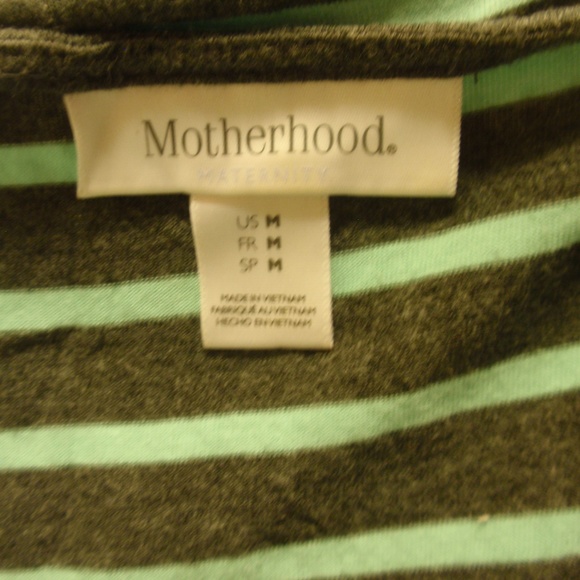 Motherhood®
MATERNITY®
US M
FR M
SP M
MADE IN VIETNAM
FABRIQUÉ AU VIETNAM
HECHO EN VIETNAM